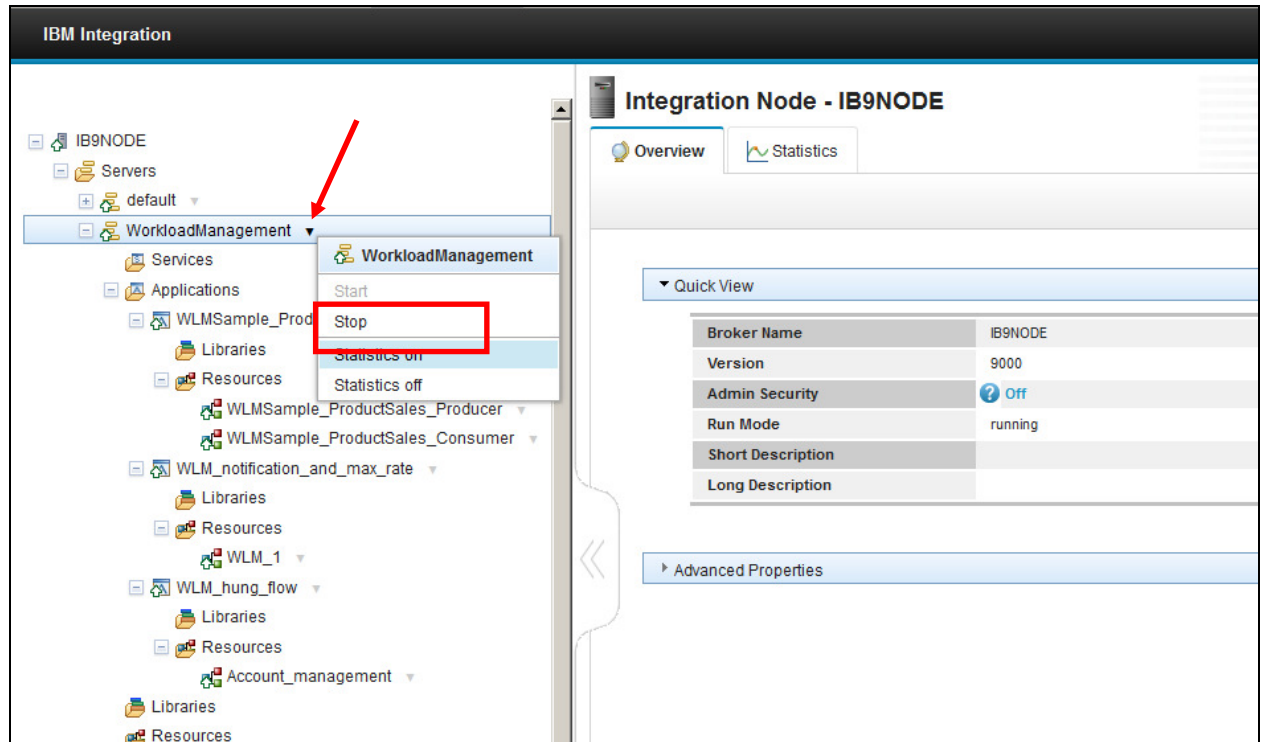 IBM Integration
IB9NODE
Servers
default
WorkloadManagement
Services
Applications
WLMSample_Prod
Libraries
Resources
WLMSample_ProductSales_Producer
WLMSample_ProductSales_Consumer
WLM_notification_and_max_rate
Libraries
Resources
WLM_1
WLM_hung_flow
Libraries
Resources
Account_management
Libraries
Resources
WorkloadManagement
Start
Stop
Statistics on
Statistics off
Integration Node - IB9NODE
Overview Statistics
Quick View
Broker Name IB9NODE
Version 9000
Admin Security Off
Run Mode running
Short Description
Long Description
Advanced Properties